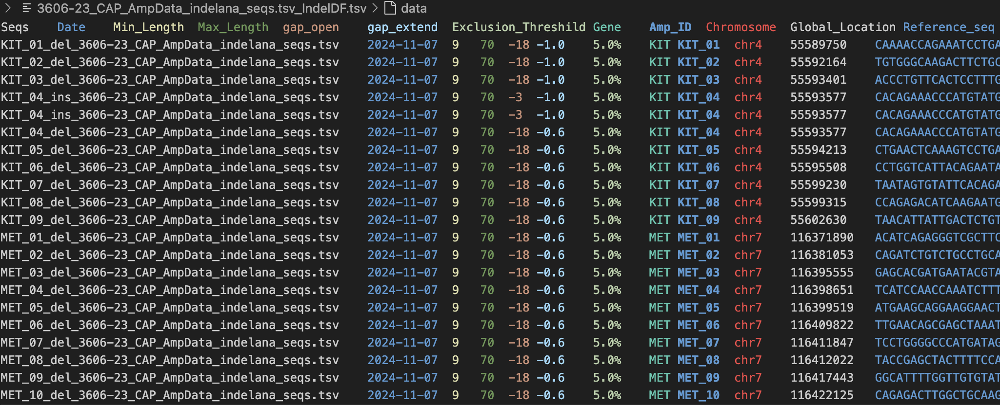 3606-23_CAP_AmpData_indelana_seqs.tsv_IndelDF.tsv > data
Seqs Date Min_Length Max_Length gap_open gap_extend Exclusion_Threshild Gene Amp_ID Chromosome Global_Location Reference_seq
KIT_01_del_3606-23_CAP_AmpData_indelana_seqs.tsv 2024-11-07 9 70 -18 -1.0 5.0% KIT KIT_01 chr4 55589750 CAAAACCAGAAATCCTGA
KIT_02_del_3606-23_CAP_AmpData_indelana_seqs.tsv 2024-11-07 9 70 -18 -1.0 5.0% KIT KIT_02 chr4 55592164 TGTGGGCAAGACTTCTGC
KIT_03_del_3606-23_CAP_AmpData_indelana_seqs.tsv 2024-11-07 9 70 -18 -1.0 5.0% KIT KIT_03 chr4 55593401 ACCCTGTTCACTCCTTTG
KIT_04_ins_3606-23_CAP_AmpData_indelana_seqs.tsv 2024-11-07 9 70 -3 -1.0 5.0% KIT KIT_04 chr4 55593577 CACAGAAACCCATGTATG
KIT_04_ins_3606-23_CAP_AmpData_indelana_seqs.tsv 2024-11-07 9 70 -3 -1.0 5.0% KIT KIT_04 chr4 55593577 CACAGAAACCCATGTATG
KIT_04_del_3606-23_CAP_AmpData_indelana_seqs.tsv 2024-11-07 9 70 -18 -0.6 5.0% KIT KIT_04 chr4 55593577 CACAGAAACCCATGTATG
KIT_05_del_3606-23_CAP_AmpData_indelana_seqs.tsv 2024-11-07 9 70 -18 -0.6 5.0% KIT KIT_05 chr4 55594213 CTGAACTCAAAGTCCTGA
KIT_06_del_3606-23_CAP_AmpData_indelana_seqs.tsv 2024-11-07 9 70 -18 -0.6 5.0% KIT KIT_06 chr4 55595508 CCTGGTCATTACAGAATA
KIT_07_del_3606-23_CAP_AmpData_indelana_seqs.tsv 2024-11-07 9 70 -18 -0.6 5.0% KIT KIT_07 chr4 55599230 TAATAGTGTATTCACAGA
KIT_08_del_3606-23_CAP_AmpData_indelana_seqs.tsv 2024-11-07 9 70 -18 -0.6 5.0% KIT KIT_08 chr4 55599315 CCAGAGACATCAAGAATG
KIT_09_del_3606-23_CAP_AmpData_indelana_seqs.tsv 2024-11-07 9 70 -18 -0.6 5.0% KIT KIT_09 chr4 55602630 TAACATTATTGACTCTGT
MET_01_del_3606-23_CAP_AmpData_indelana_seqs.tsv 2024-11-07 9 70 -18 -0.6 5.0% MET MET_01 chr7 116371890 ACATCAGAGGGTCGCTTC
MET_02_del_3606-23_CAP_AmpData_indelana_seqs.tsv 2024-11-07 9 70 -18 -0.6 5.0% MET MET_02 chr7 116381053 CAGATCTGTCTGCCTGCA
MET_03_del_3606-23_CAP_AmpData_indelana_seqs.tsv 2024-11-07 9 70 -18 -0.6 5.0% MET MET_03 chr7 116395555 GAGCACGATGAATACGTA
MET_04_del_3606-23_CAP_AmpData_indelana_seqs.tsv 2024-11-07 9 70 -18 -0.6 5.0% MET MET_04 chr7 116398651 TCATCCAACCAAATCTTT
MET_05_del_3606-23_CAP_AmpData_indelana_seqs.tsv 2024-11-07 9 70 -18 -0.6 5.0% MET MET_05 chr7 116399519 ATGAAGCAGGAAGGAACT
MET_06_del_3606-23_CAP_AmpData_indelana_seqs.tsv 2024-11-07 9 70 -18 -0.6 5.0% MET MET_06 chr7 116409822 TTGAACAGCGAGCTAAAT
MET_07_del_3606-23_CAP_AmpData_indelana_seqs.tsv 2024-11-07 9 70 -18 -0.6 5.0% MET MET_07 chr7 116411847 TCCTGGGGCCCATGATAG
MET_08_del_3606-23_CAP_AmpData_indelana_seqs.tsv 2024-11-07 9 70 -18 -0.6 5.0% MET MET_08 chr7 116412022 TACCGAGCTACTTTTCCA
MET_09_del_3606-23_CAP_AmpData_indelana_seqs.tsv 2024-11-07 9 70 -18 -0.6 5.0% MET MET_09 chr7 116417443 GGCATTTTGGTTGTGTAT
MET_10_del_3606-23_CAP_AmpData_indelana_seqs.tsv 2024-11-07 9 70 -18 -0.6 5.0% MET MET_10 chr7 116422125 CAGAGACTTGGCTGCAAG